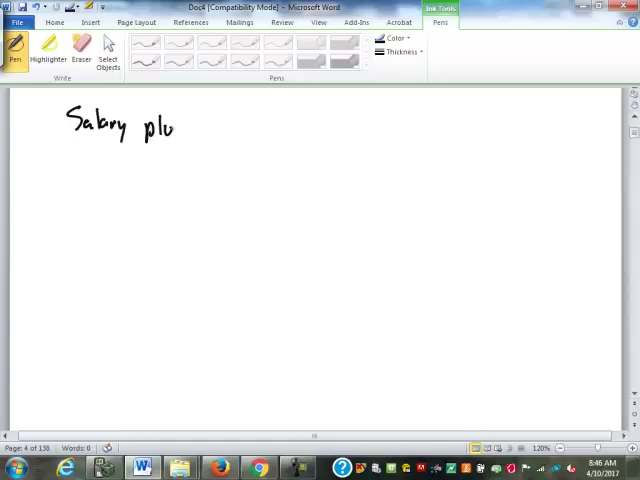 Doc4 [Compatibility Mode] - Microsoft Word
Ink Tools
File Home Insert Page Layout References Mailings Review View Add-Ins Acrobat Pens
Pen Highlighter Eraser Select Objects
Color
Thickness
Write Pens
Salary plu
Page: 4 of 138 Words: 0 120%
8:46 AM
4/10/2017